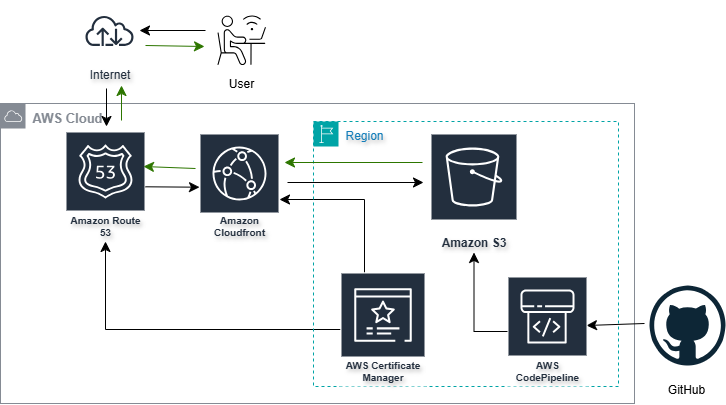 Internet
User
AWS Cloud
Region
53
Amazon Route
53
Amazon
Cloudfront
Amazon S3
AWS Certificate
Manager
</>
AWS
CodePipeline
GitHub